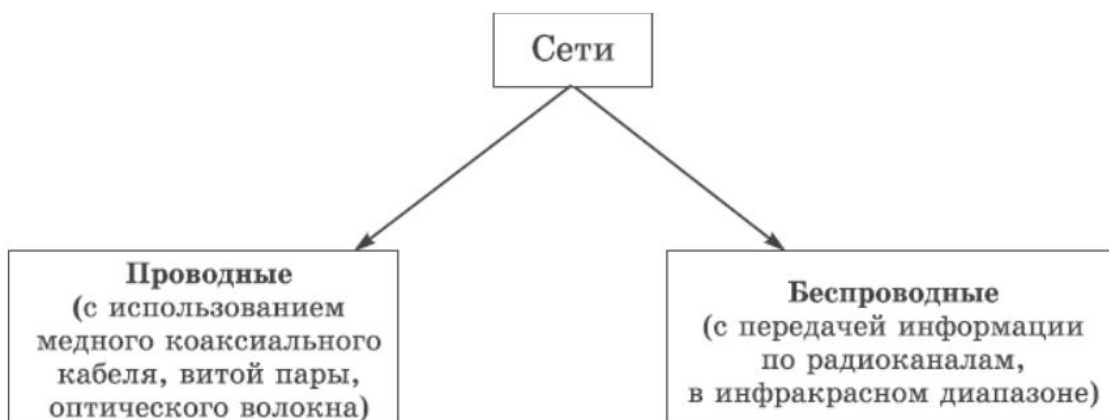 Сети
Проводные
(с использованием
медного коаксиального
кабеля, витой пары,
оптического волокна)
Беспроводные
(с передачей информации
по радиоканалам,
в инфракрасном диапазоне)